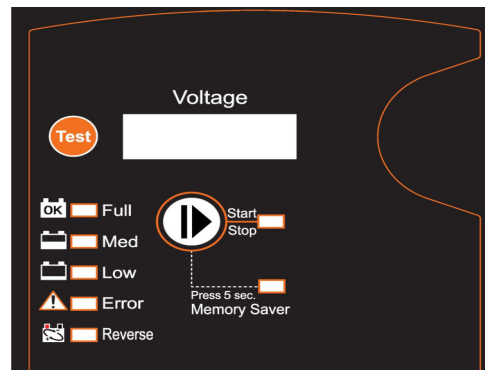 Voltage
Test
OK Full
Med
Low
Error
Reverse
Start
Stop
Press 5 sec.
Memory Saver